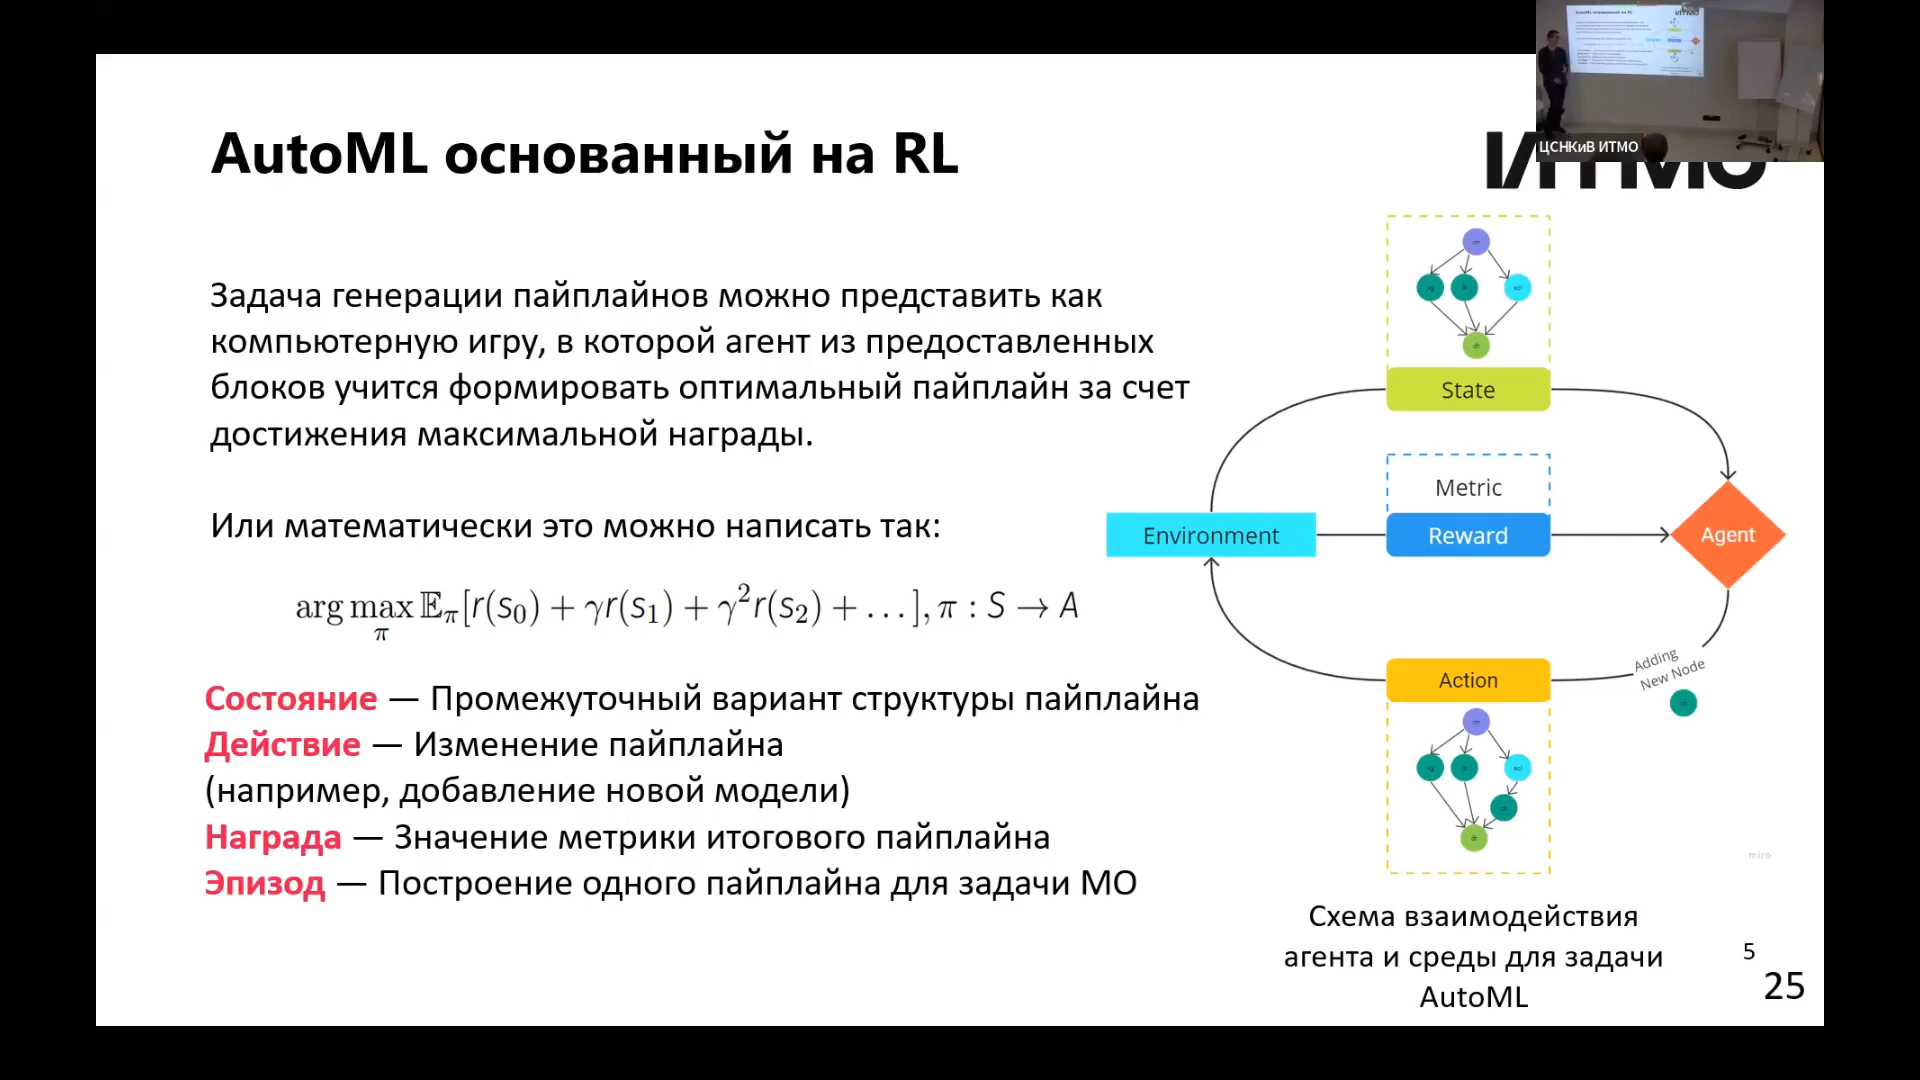 AutoML основанный на RL
ИТМО
ЦСНКиВ ИТМО
Задача генерации пайплайнов можно представить как
компьютерную игру, в которой агент из предоставленных
блоков учится формировать оптимальный пайплайн за счет
достижения максимальной награды.
Или математически это можно написать так:
arg max 𝔼π[r(s₀) + γr(s₁) + γ²r(s₂) + ...], π : S → A
π
Состояние — Промежуточный вариант структуры пайплайна
Действие — Изменение пайплайна
(например, добавление новой модели)
Награда — Значение метрики итогового пайплайна
Эпизод — Построение одного пайплайна для задачи МО
State
Metric
Environment
Reward
Agent
Action
Adding
New Node
miro
Схема взаимодействия
агента и среды для задачи
AutoML
5
25